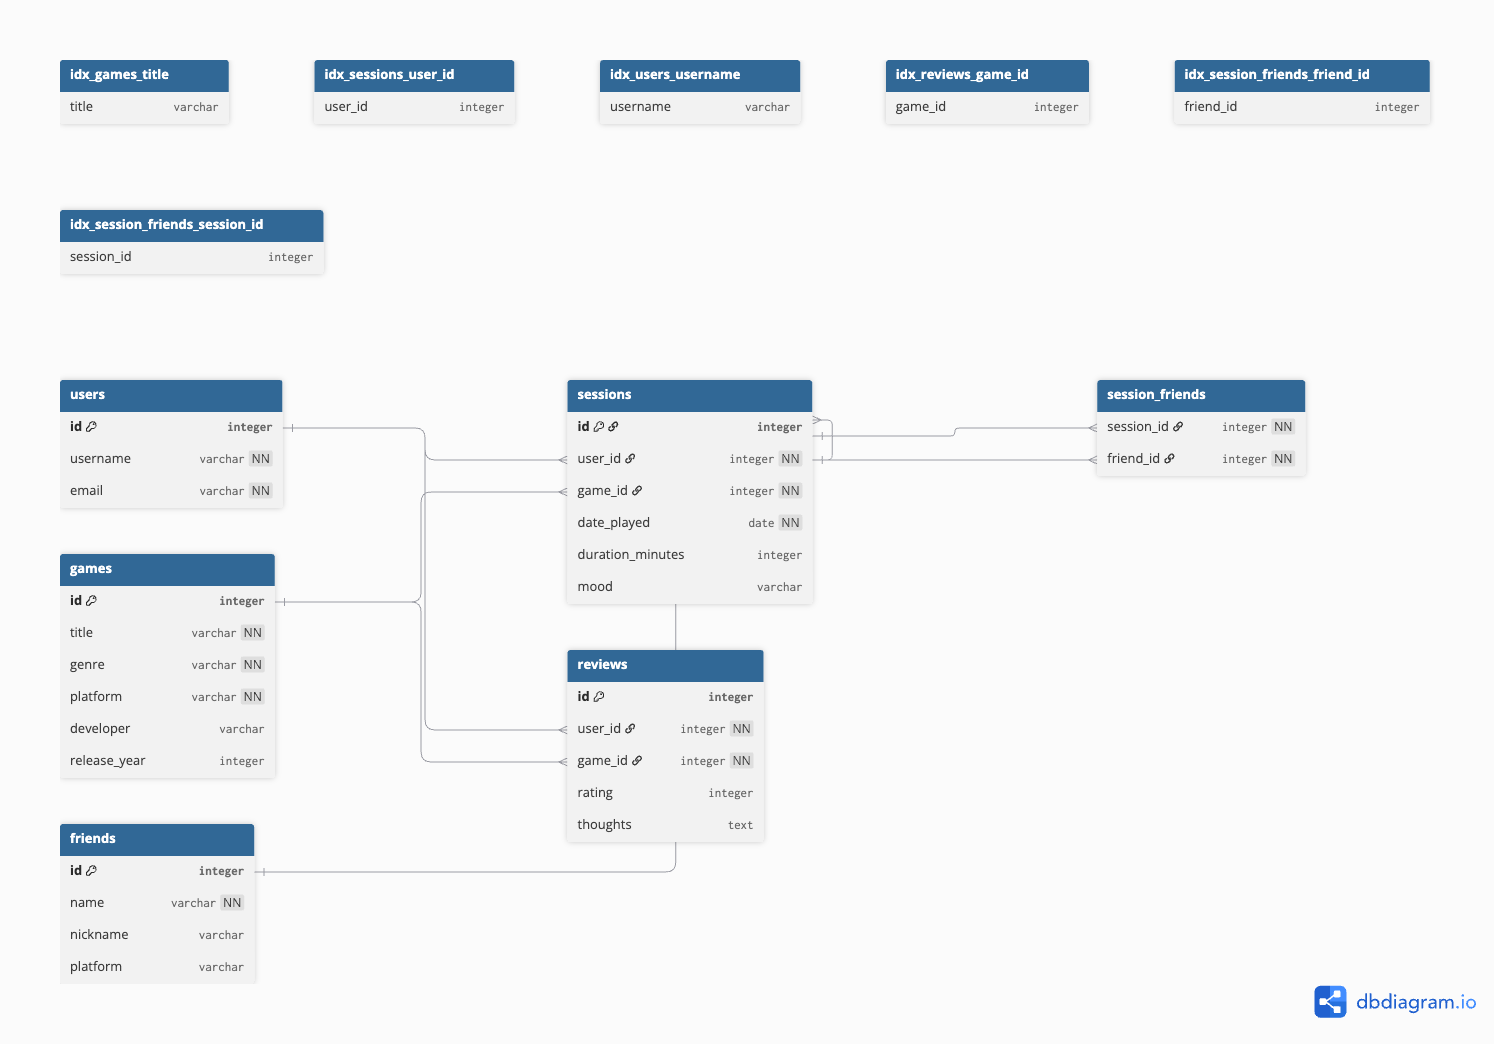 idx_games_title
title varchar
idx_sessions_user_id
user_id integer
idx_users_username
username varchar
idx_reviews_game_id
game_id integer
idx_session_friends_friend_id
friend_id integer
idx_session_friends_session_id
session_id integer
users
id integer
username varchar NN
email varchar NN
sessions
id integer
user_id integer NN
game_id integer NN
date_played date NN
duration_minutes integer
mood varchar
session_friends
session_id integer NN
friend_id integer NN
games
id integer
title varchar NN
genre varchar NN
platform varchar NN
developer varchar
release_year integer
reviews
id integer
user_id integer NN
game_id integer NN
rating integer
thoughts text
friends
id integer
name varchar NN
nickname varchar
platform varchar
dbdiagram.io